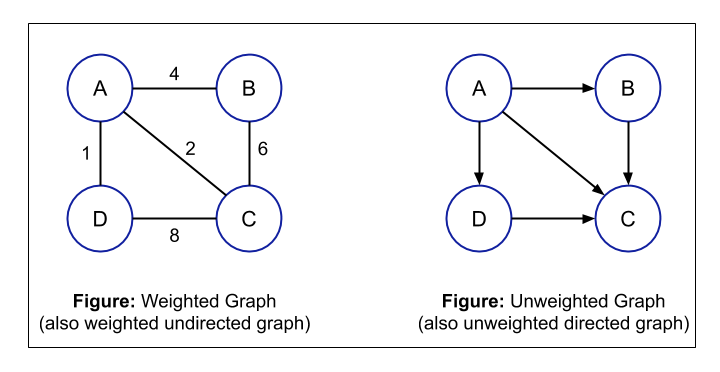 A
4
B
1
2
6
D
8
C
Figure: Weighted Graph
(also weighted undirected graph)
A
B
D
C
Figure: Unweighted Graph
(also unweighted directed graph)